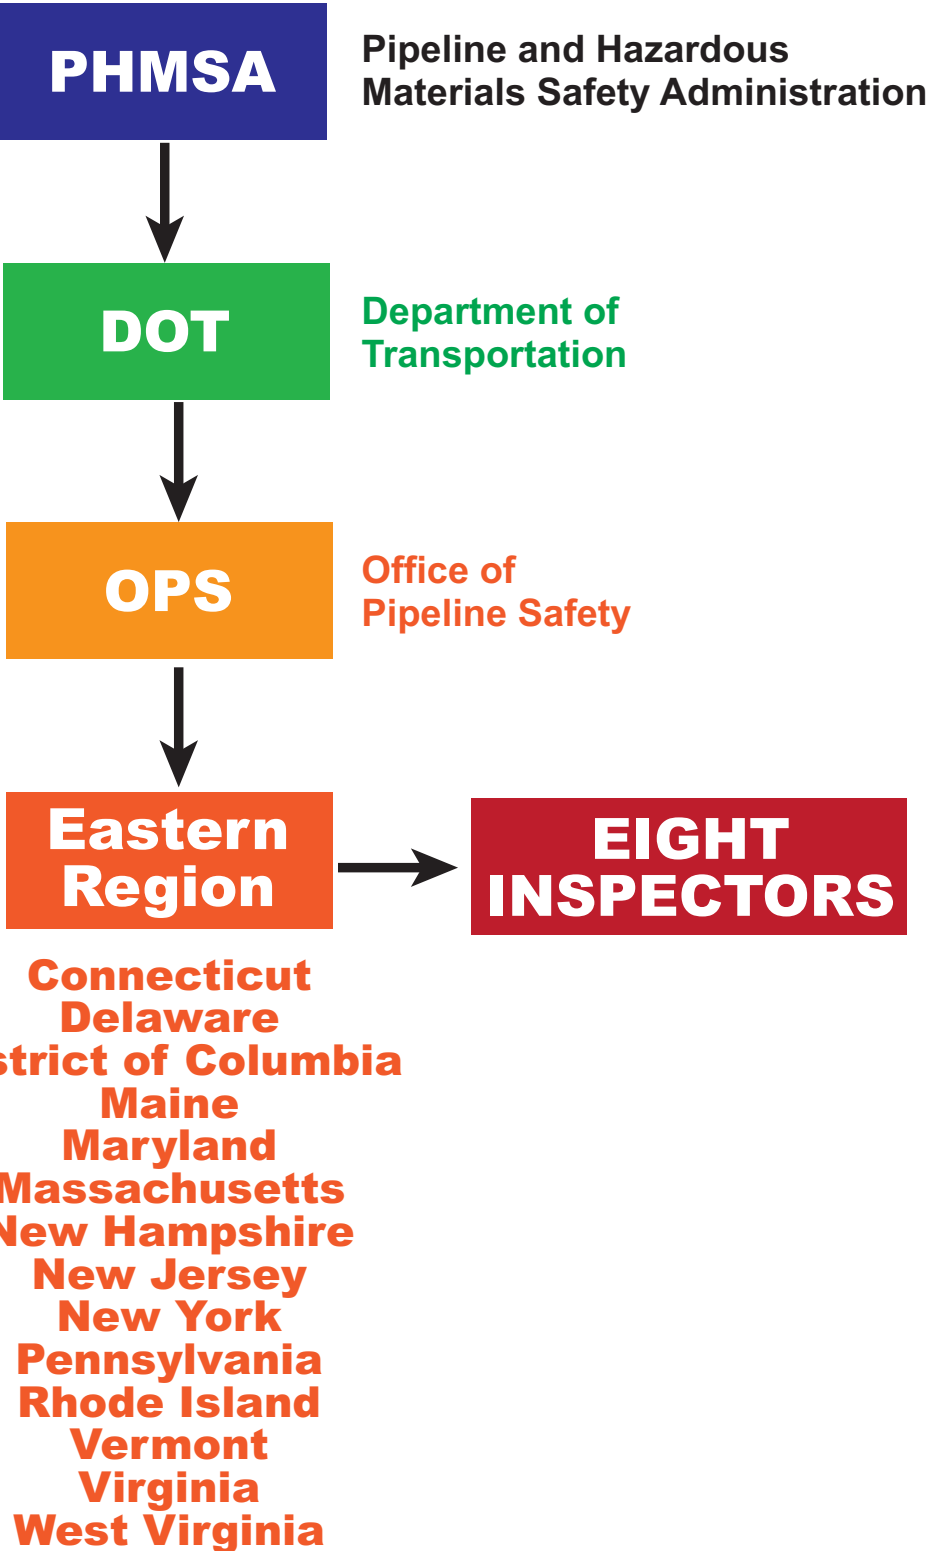 PHMSA
Pipeline and Hazardous
Materials Safety Administration
DOT
Department of
Transportation
OPS
Office of
Pipeline Safety
Eastern
Region
EIGHT
INSPECTORS
Connecticut
Delaware
strict of Columbia
Maine
Maryland
Massachusetts
New Hampshire
New Jersey
New York
Pennsylvania
Rhode Island
Vermont
Virginia
West Virginia